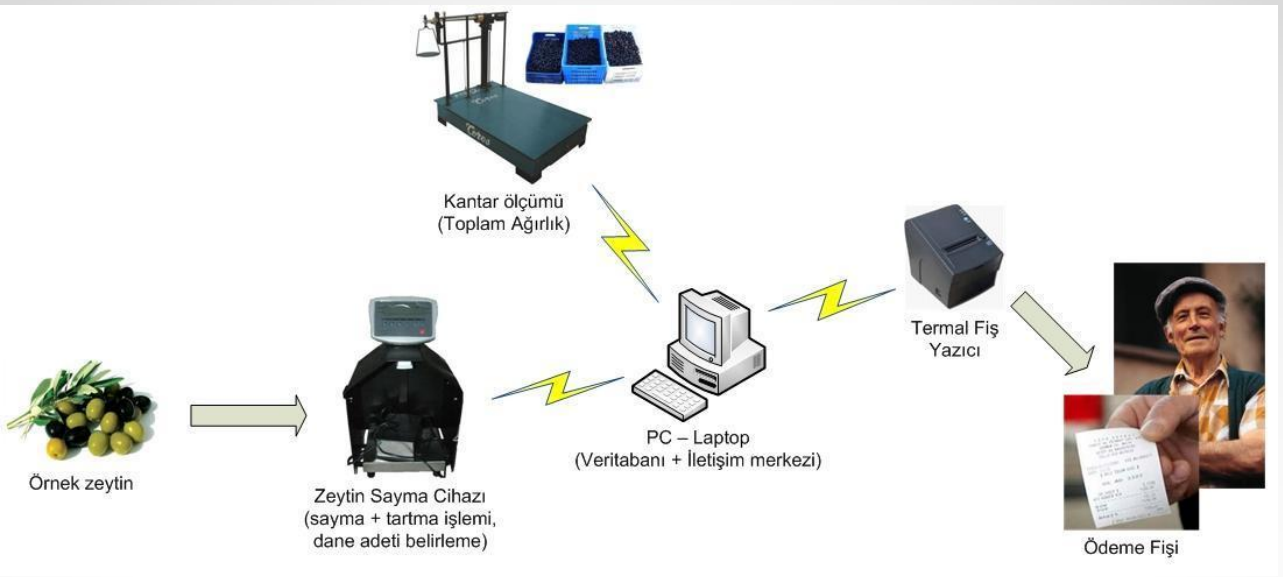 Kantar ölçümü
(Toplam Ağırlık)
Termal Fiş
Yazıcı
PC – Laptop
(Veritabanı + İletişim merkezi)
Örnek zeytin
Zeytin Sayma Cihazı
(sayma + tartma işlemi,
dane adeti belirleme)
Ödeme Fişi